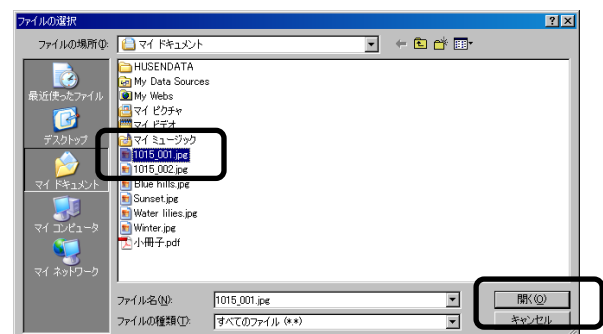 ファイルの選択
ファイルの場所(I):
マイ ドキュメント
最近使ったファイル
デスクトップ
マイ ドキュメント
マイ コンピュータ
マイ ネットワーク
HUSENDATA
My Data Sources
My Webs
マイ ピクチャ
マイ ビデオ
マイ ミュージック
1015_001.jpg
1015_002.jpg
Blue hills.jpg
Sunset.jpg
Water lilies.jpg
Winter.jpg
小冊子.pdf
ファイル名(N):
1015_001.jpg
開く(O)
ファイルの種類(T):
すべてのファイル (*.*)
キャンセル